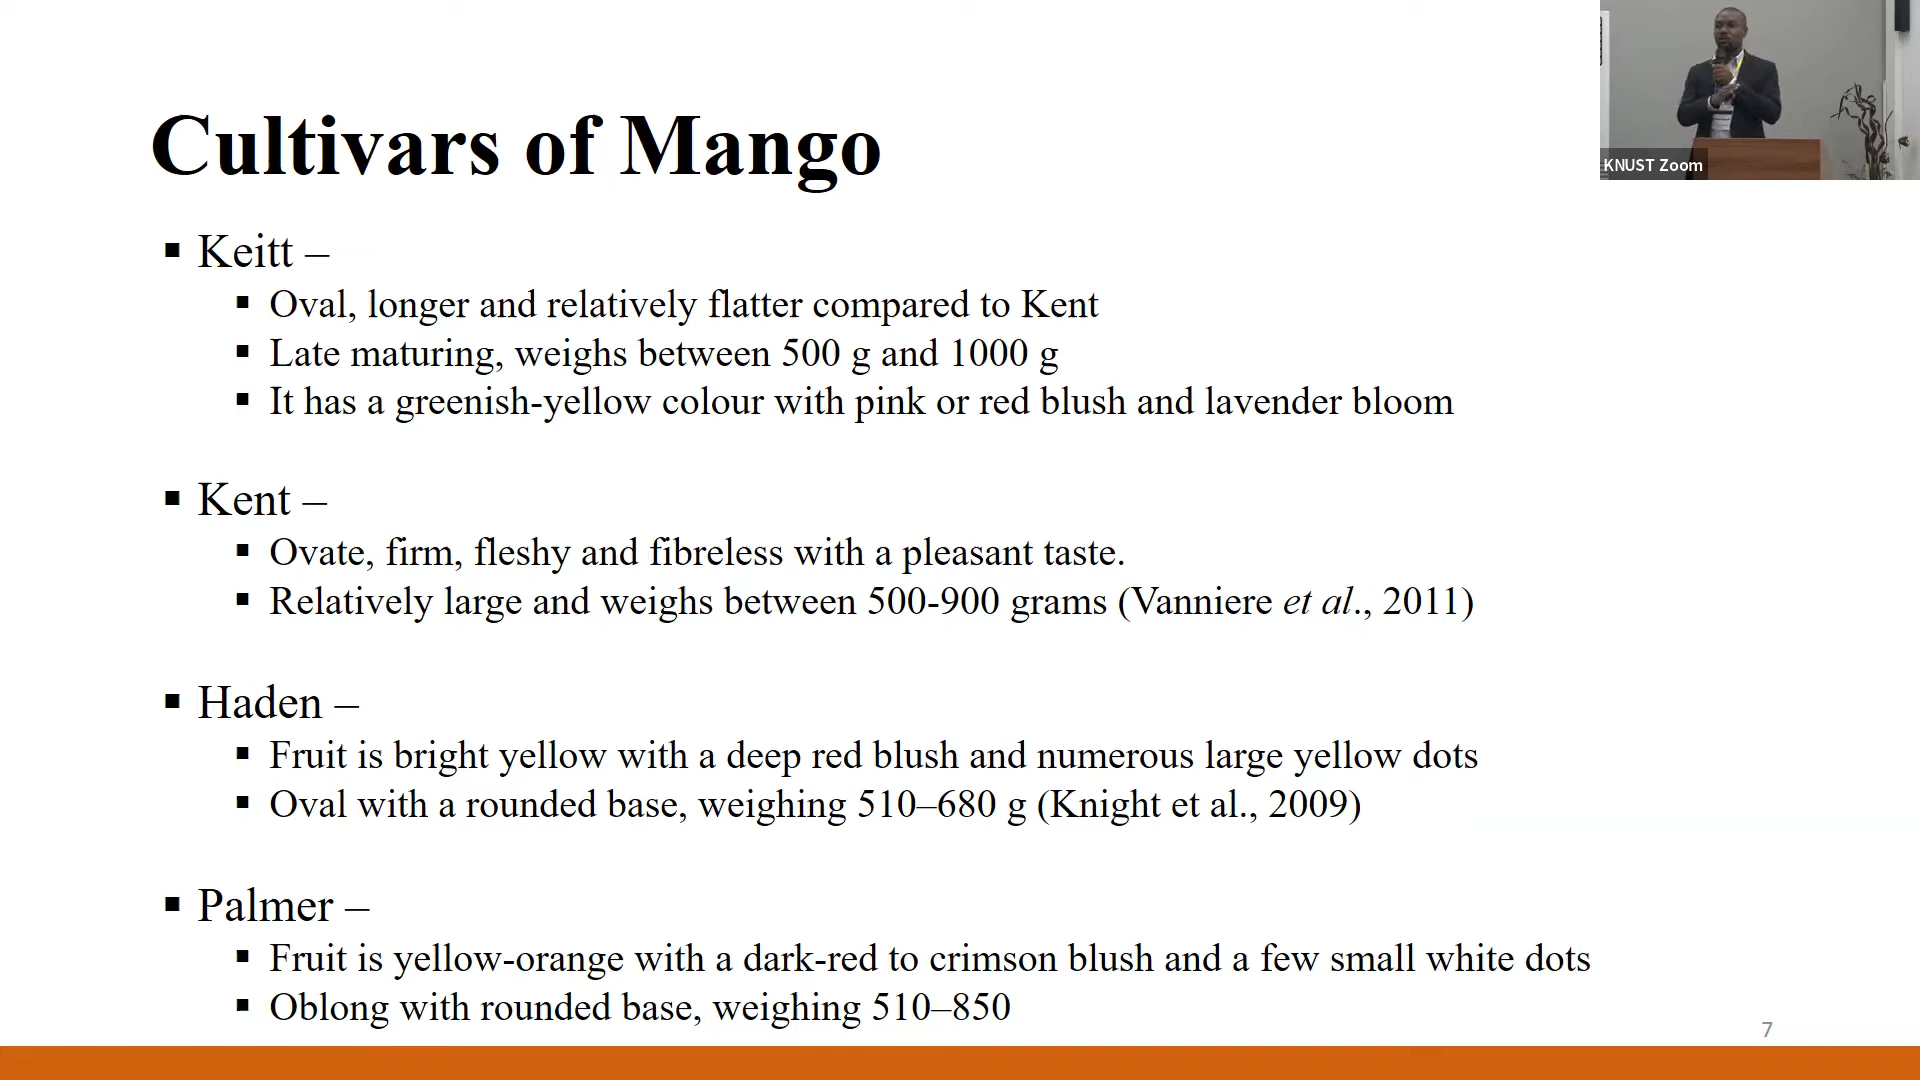 Cultivars of Mango
KNUST Zoom
▪ Keitt –
▪ Oval, longer and relatively flatter compared to Kent
▪ Late maturing, weighs between 500 g and 1000 g
▪ It has a greenish-yellow colour with pink or red blush and lavender bloom
▪ Kent –
▪ Ovate, firm, fleshy and fibreless with a pleasant taste.
▪ Relatively large and weighs between 500-900 grams (Vanniere et al., 2011)
▪ Haden –
▪ Fruit is bright yellow with a deep red blush and numerous large yellow dots
▪ Oval with a rounded base, weighing 510–680 g (Knight et al., 2009)
▪ Palmer –
▪ Fruit is yellow-orange with a dark-red to crimson blush and a few small white dots
▪ Oblong with rounded base, weighing 510–850
7